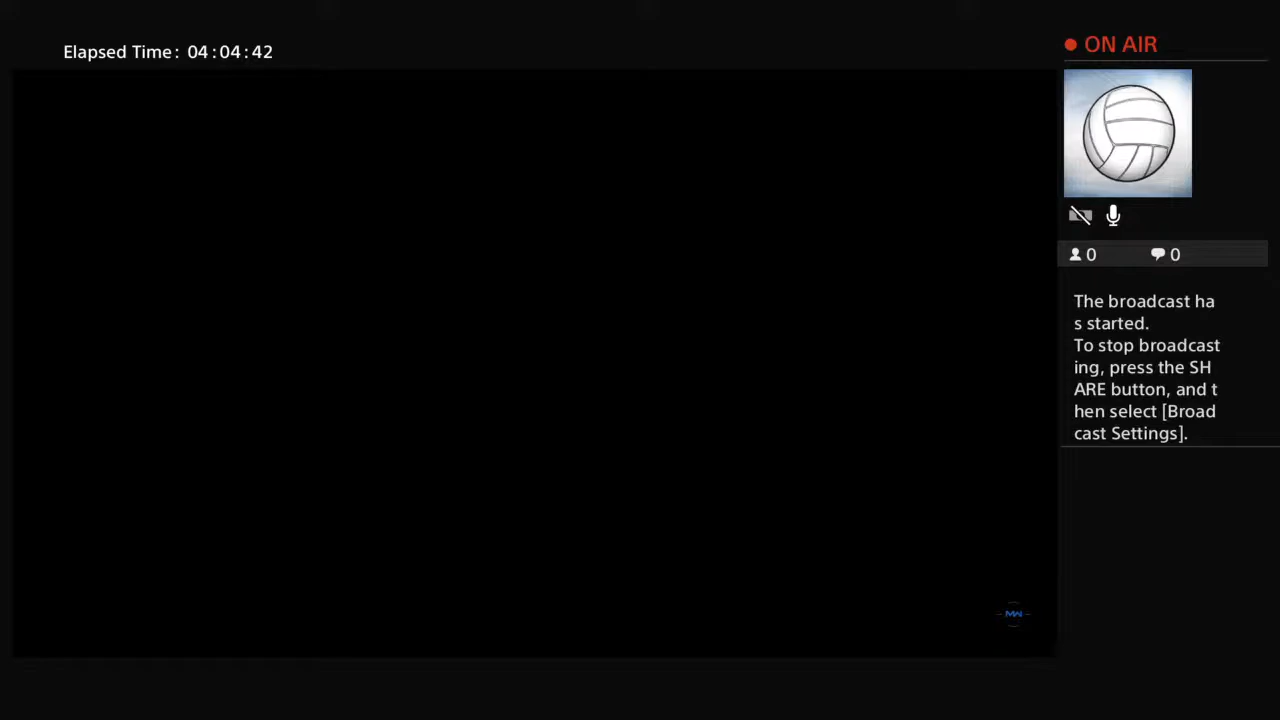 Elapsed Time: 04:04:42
ON AIR
0 0
The broadcast ha
s started.
To stop broadcast
ing, press the SH
ARE button, and t
hen select [Broad
cast Settings].
MW